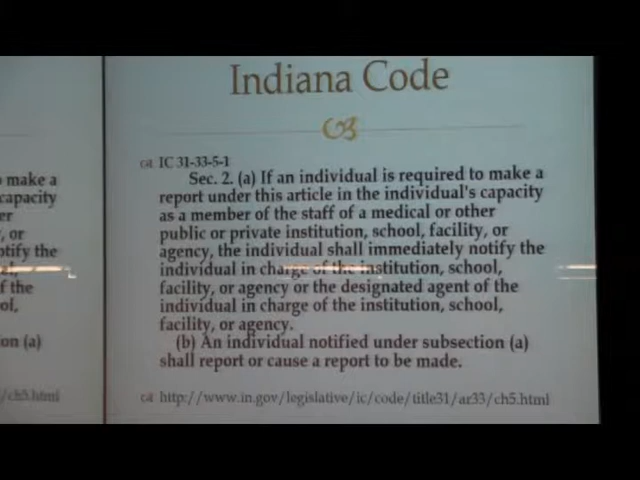 Indiana Code
IC 31-33-5-1
Sec. 2. (a) If an individual is required to make a
report under this article in the individual's capacity
as a member of the staff of a medical or other
public or private institution, school, facility, or
agency, the individual shall immediately notify the
individual in charge of the institution, school,
facility, or agency or the designated agent of the
individual in charge of the institution, school,
facility, or agency.
(b) An individual notified under subsection (a)
shall report or cause a report to be made.
http://www.in.gov/legislative/ic/code/title31/ar33/ch5.html
o make a
capacity
er
, or
otify the
f the
ol,
on (a)
/ch5.html